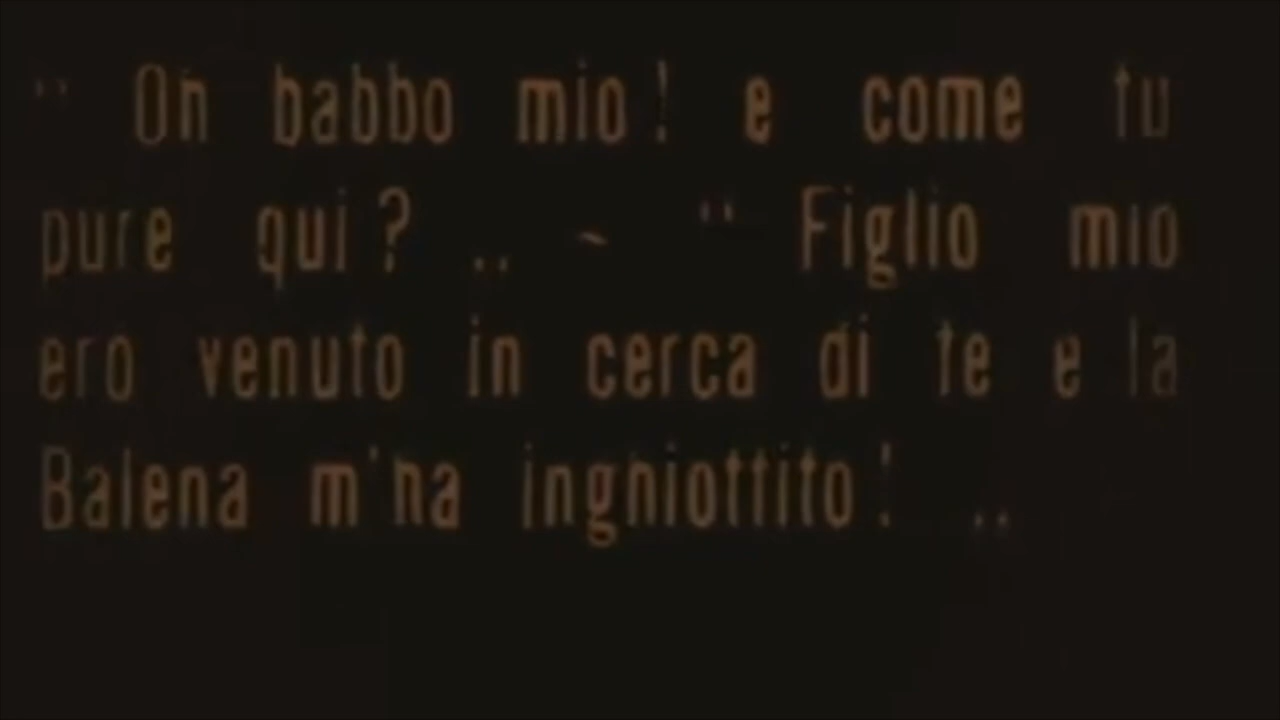 " Oh babbo mio! e come tu
pure qui? .. - " Figlio mio
ero venuto in cerca di te e la
Balena m'ha inghiottito! ..